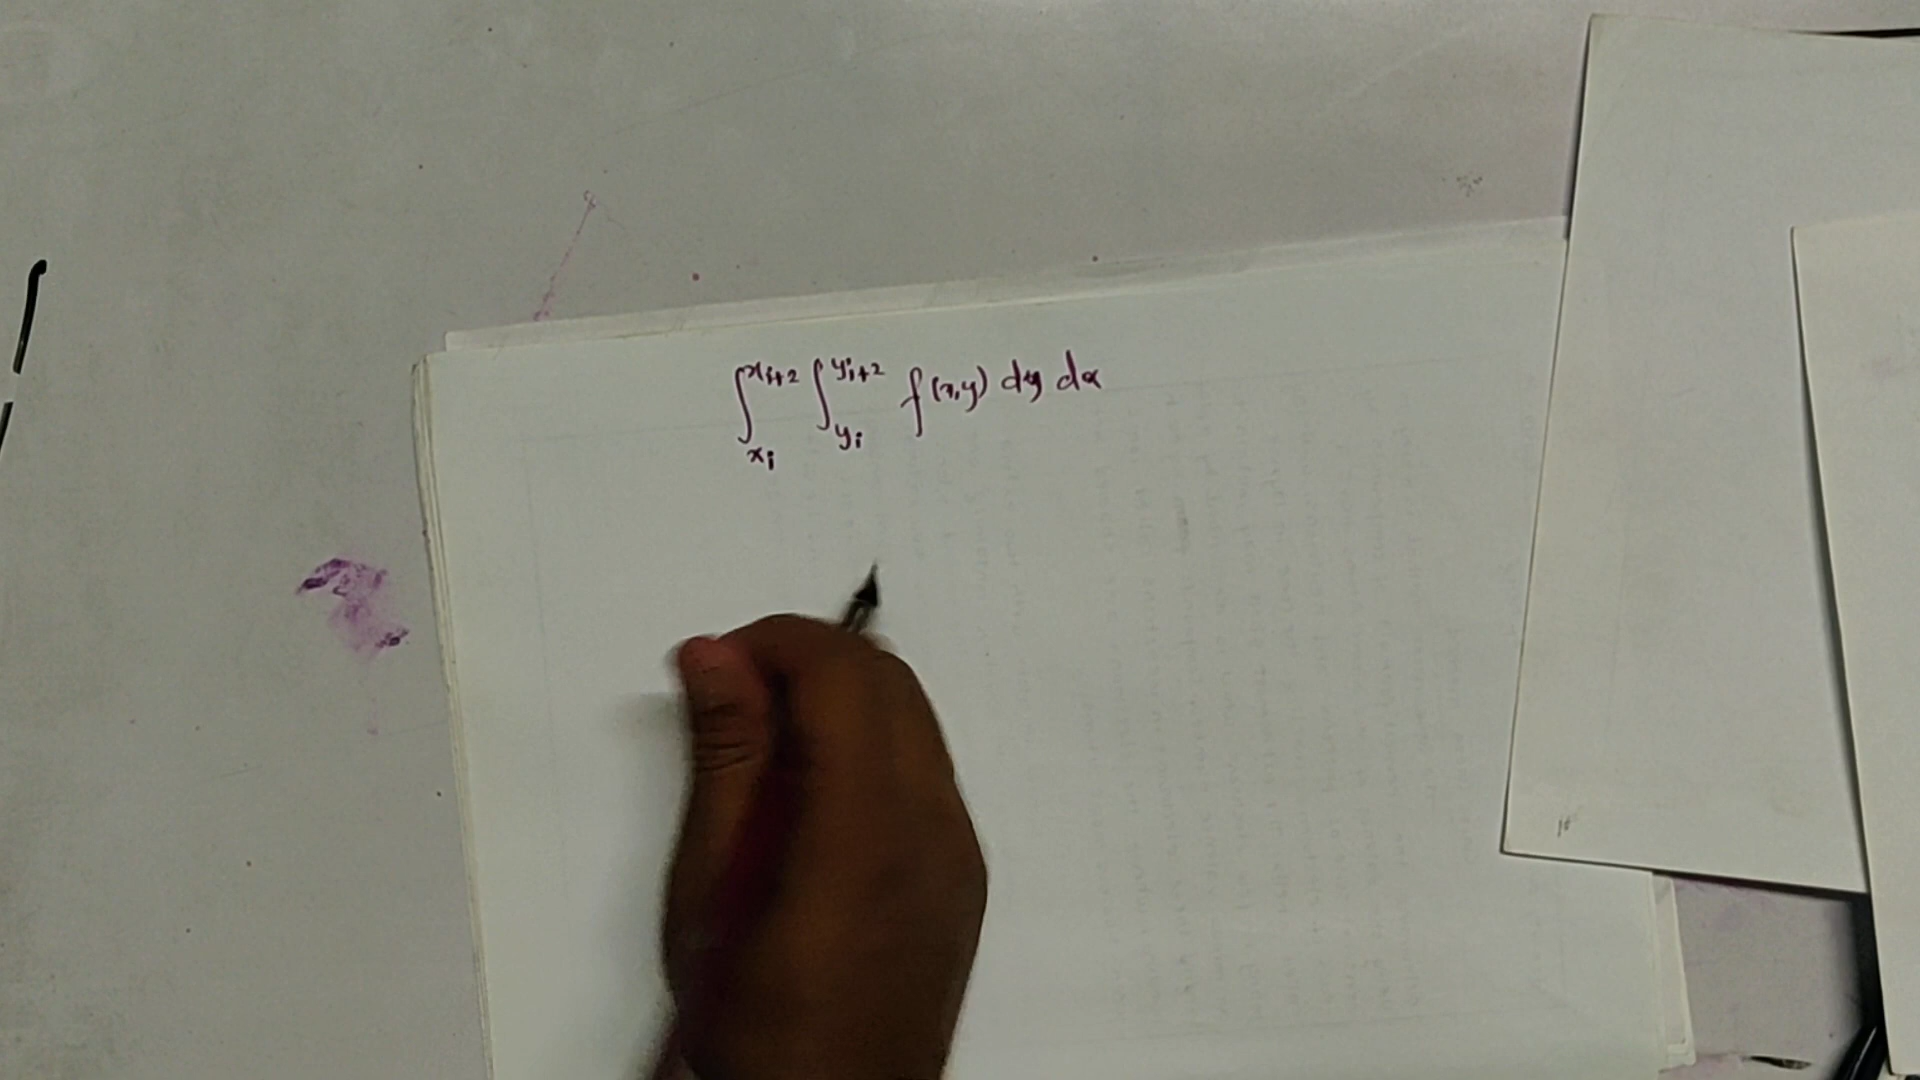 ∫_{x_i}^{x_{i+2}} ∫_{y_i}^{y_{i+2}} f(x,y) dy dx